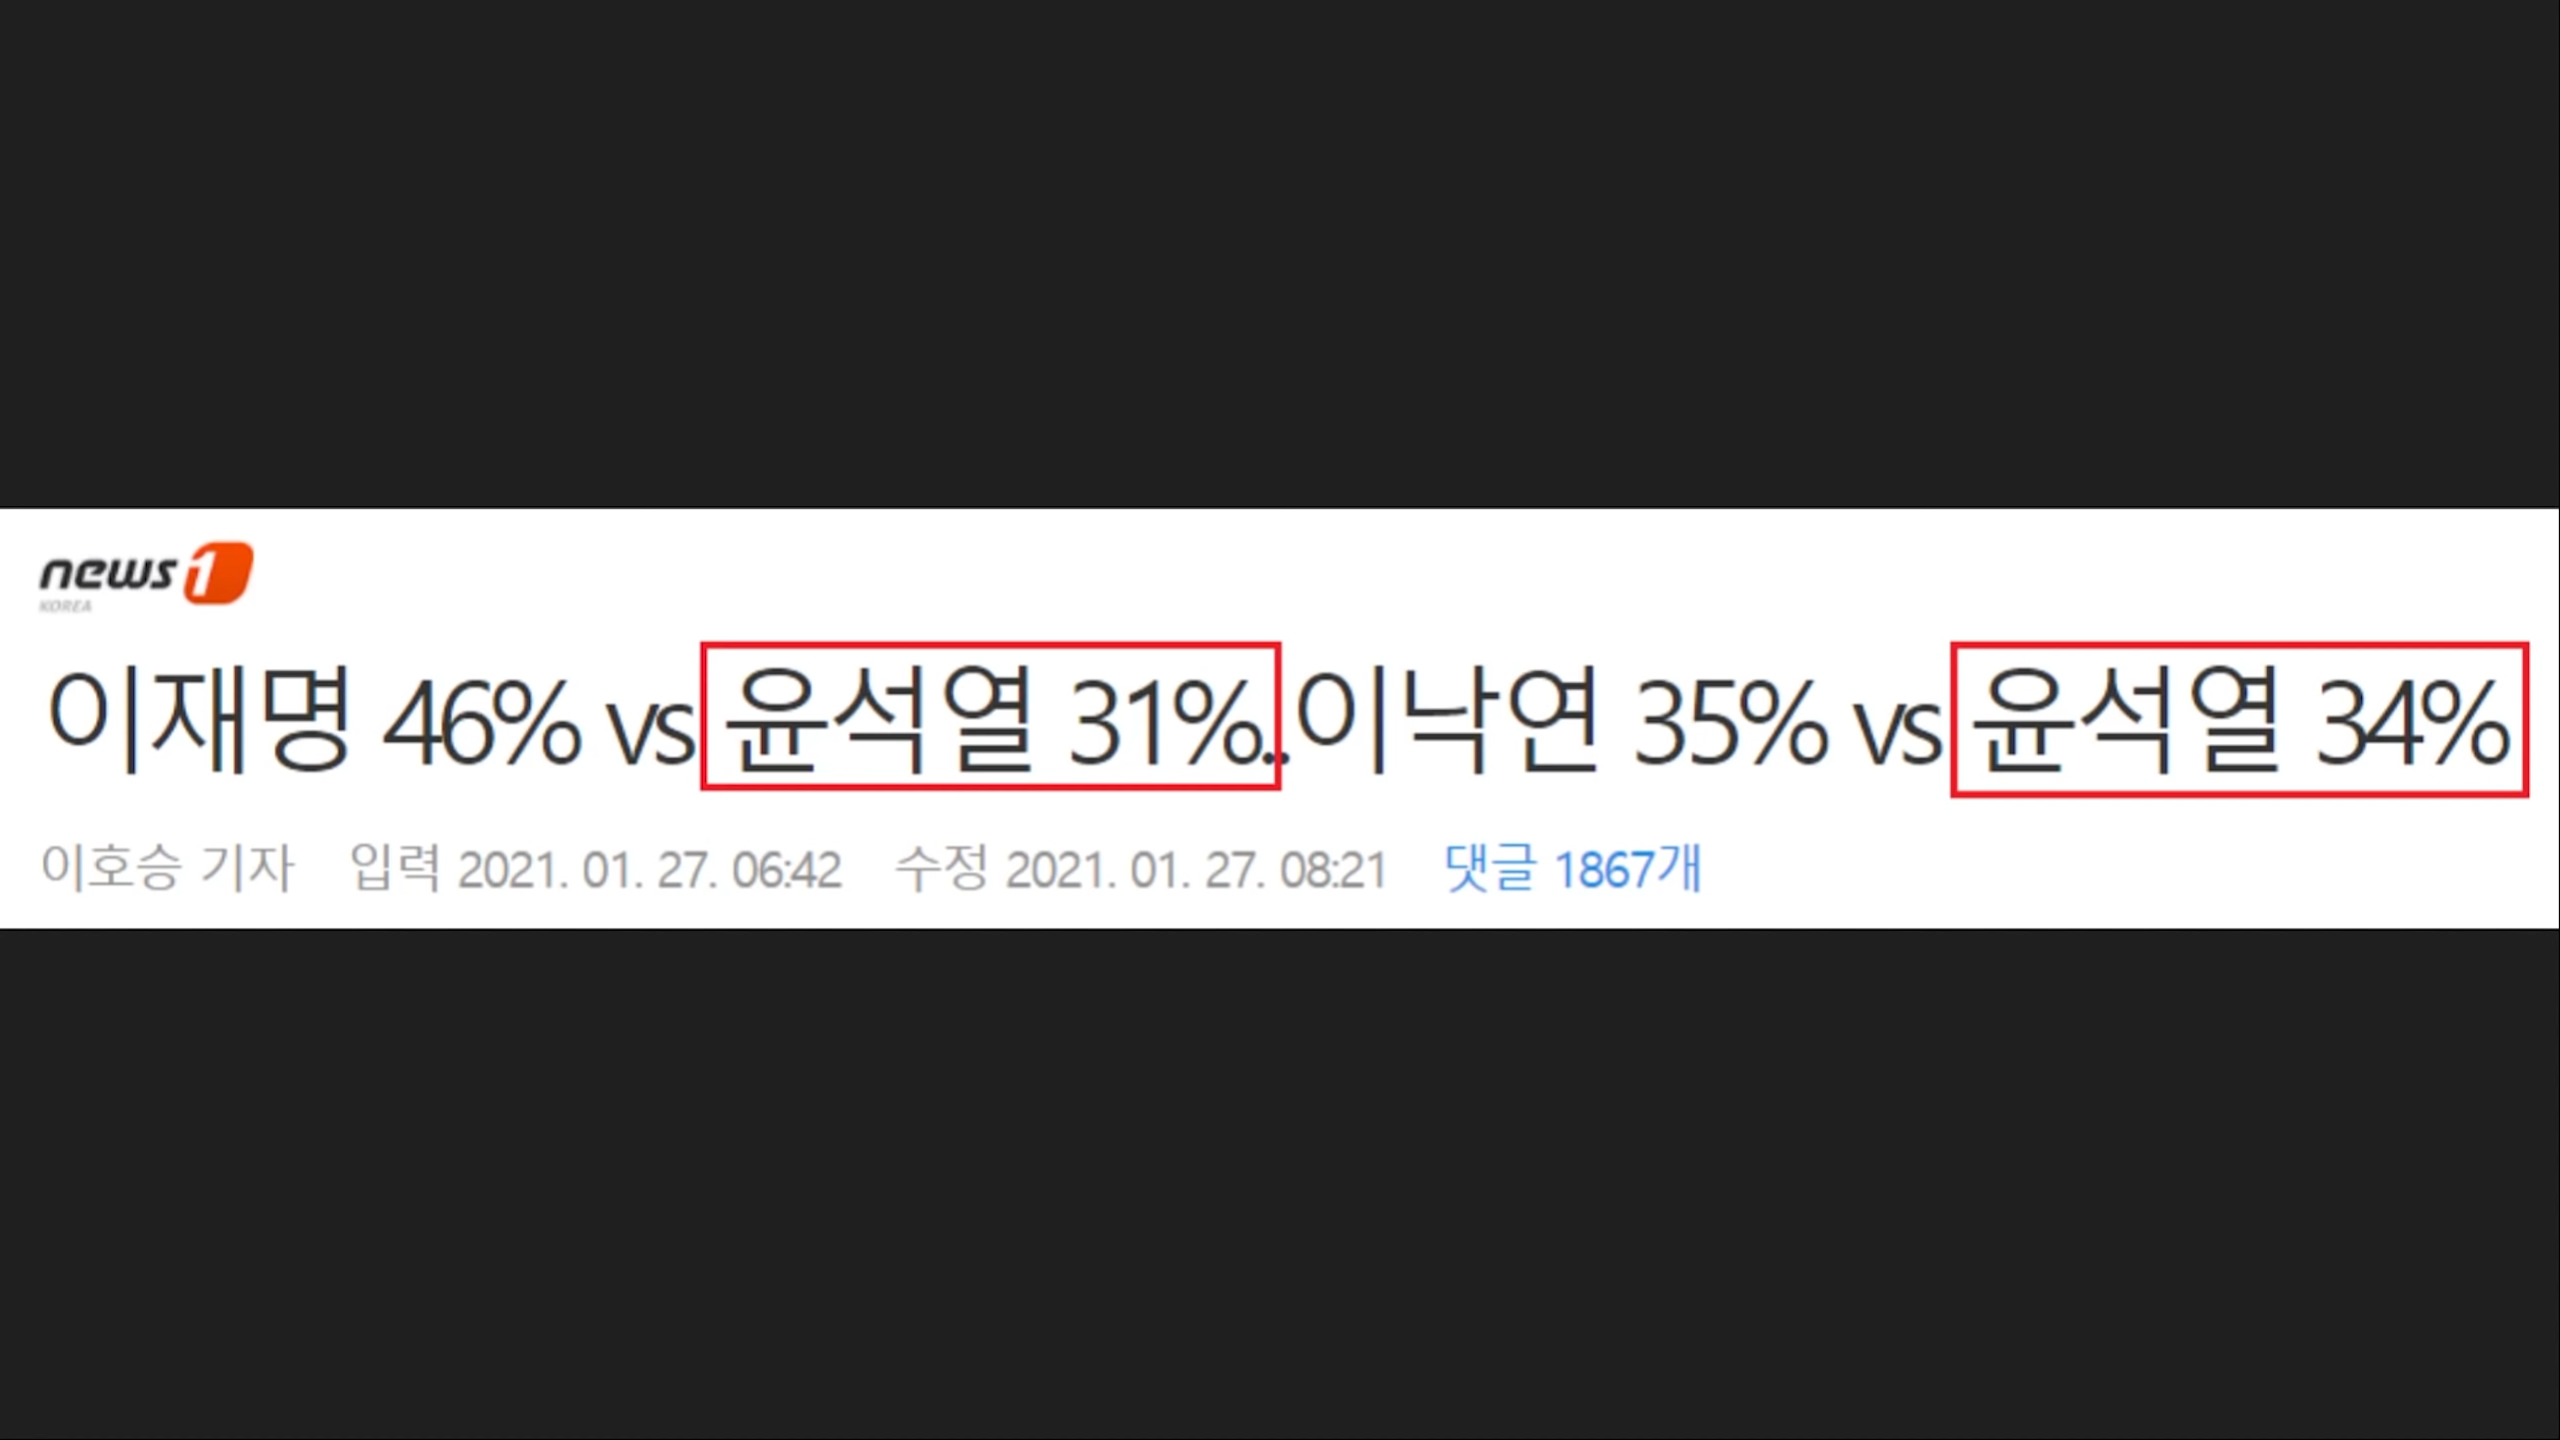 news1
KOREA
이재명 46% vs 윤석열 31%..이낙연 35% vs 윤석열 34%
이호승 기자 입력 2021. 01. 27. 06:42 수정 2021. 01. 27. 08:21 댓글 1867개